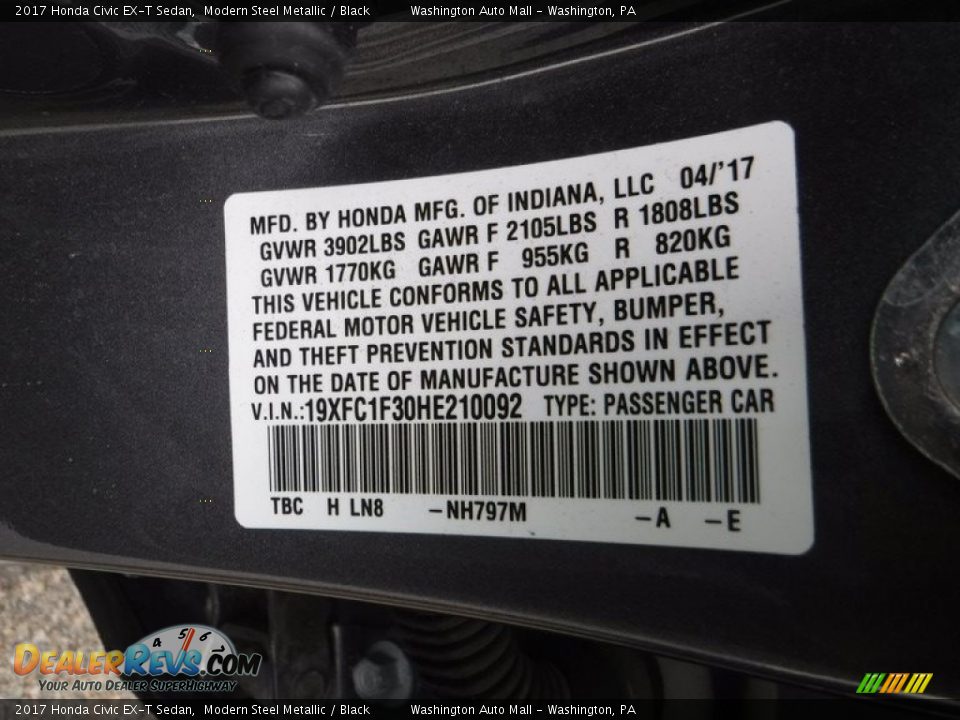 2017 Honda Civic EX-T Sedan, Modern Steel Metallic / Black Washington Auto Mall - Washington, PA
MFD. BY HONDA MFG. OF INDIANA, LLC 04/'17
GVWR 3902LBS GAWR F 2105LBS R 1808LBS
GVWR 1770KG GAWR F 955KG R 820KG
THIS VEHICLE CONFORMS TO ALL APPLICABLE
FEDERAL MOTOR VEHICLE SAFETY, BUMPER,
AND THEFT PREVENTION STANDARDS IN EFFECT
ON THE DATE OF MANUFACTURE SHOWN ABOVE.
V.I.N.:19XFC1F30HE210092 TYPE: PASSENGER CAR
TBC H LN8 -NH797M -A -E
4 5 6
DEALERREVS.COM
YOUR AUTO DEALER SUPERHIGHWAY
2017 Honda Civic EX-T Sedan, Modern Steel Metallic / Black Washington Auto Mall - Washington, PA